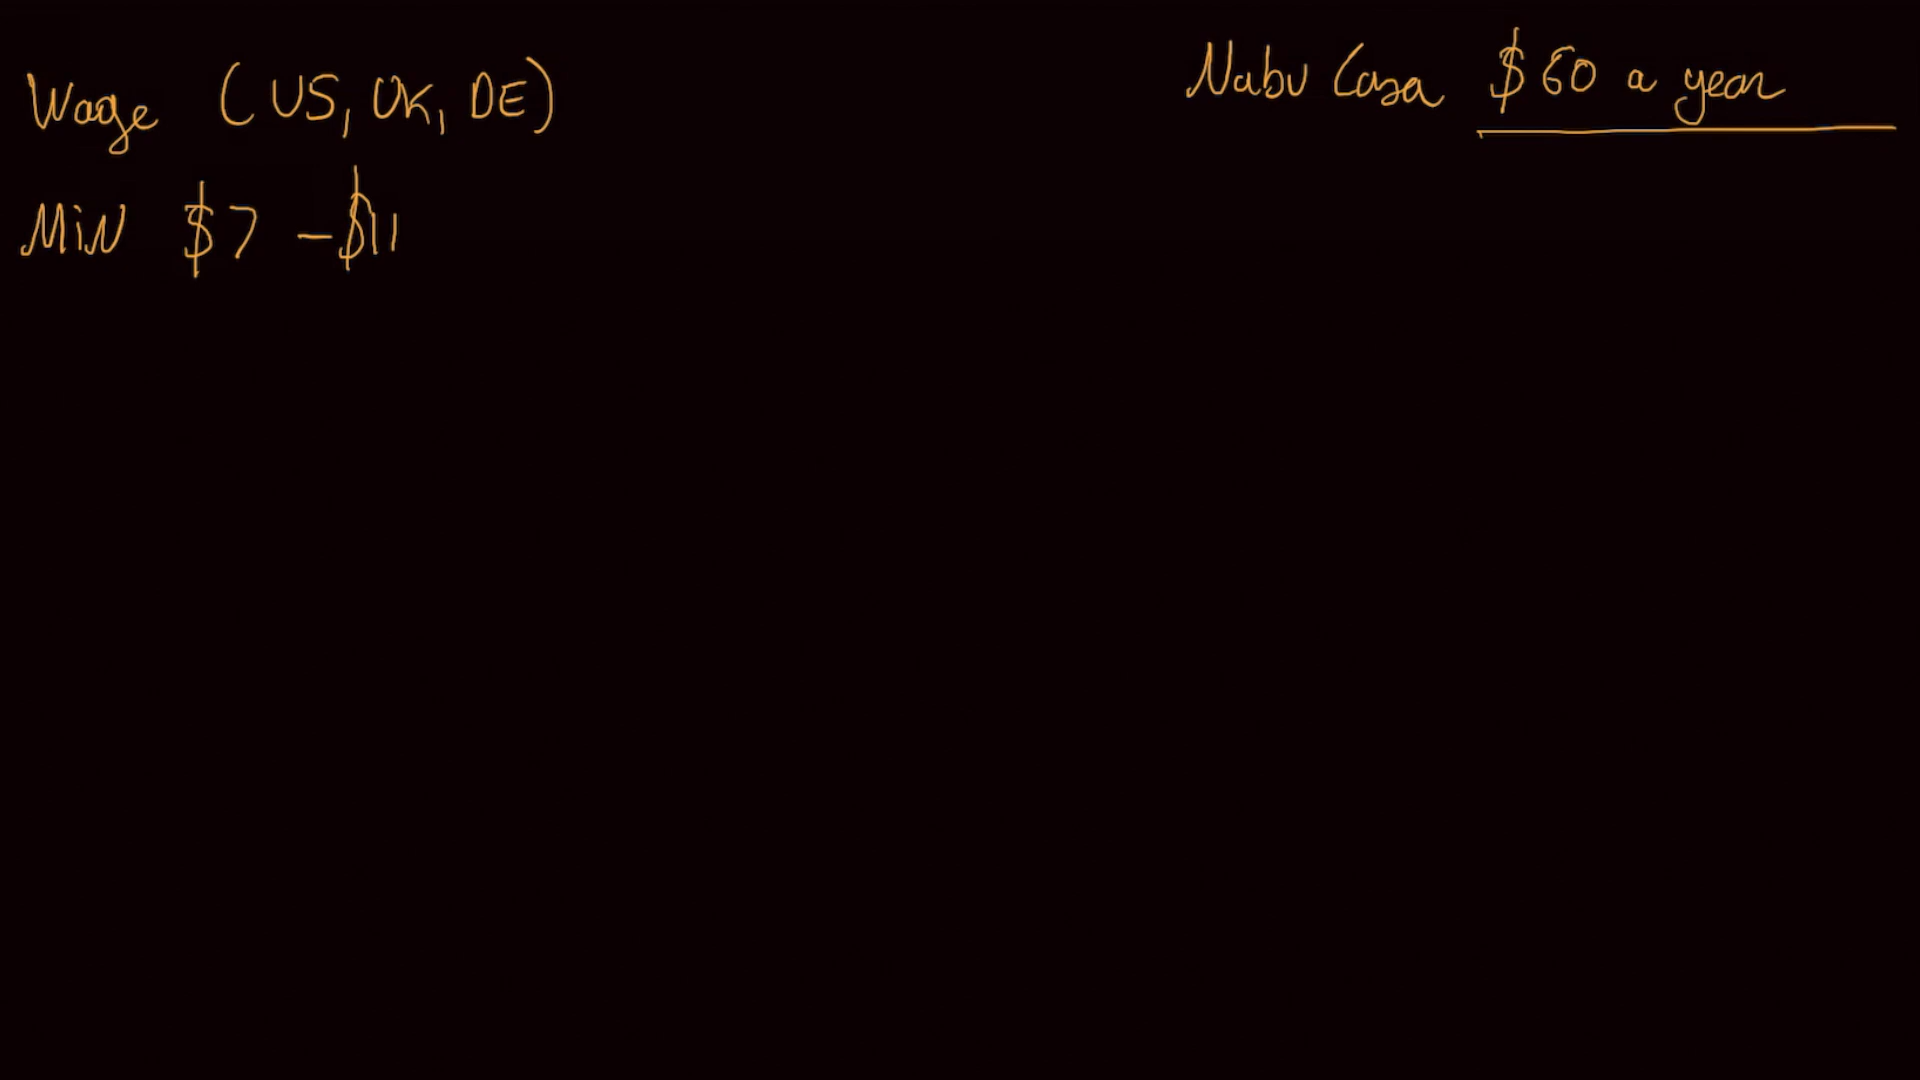 Wage (US, UK, DE)
MiN $7 - $11
Nabu Casa $60 a year